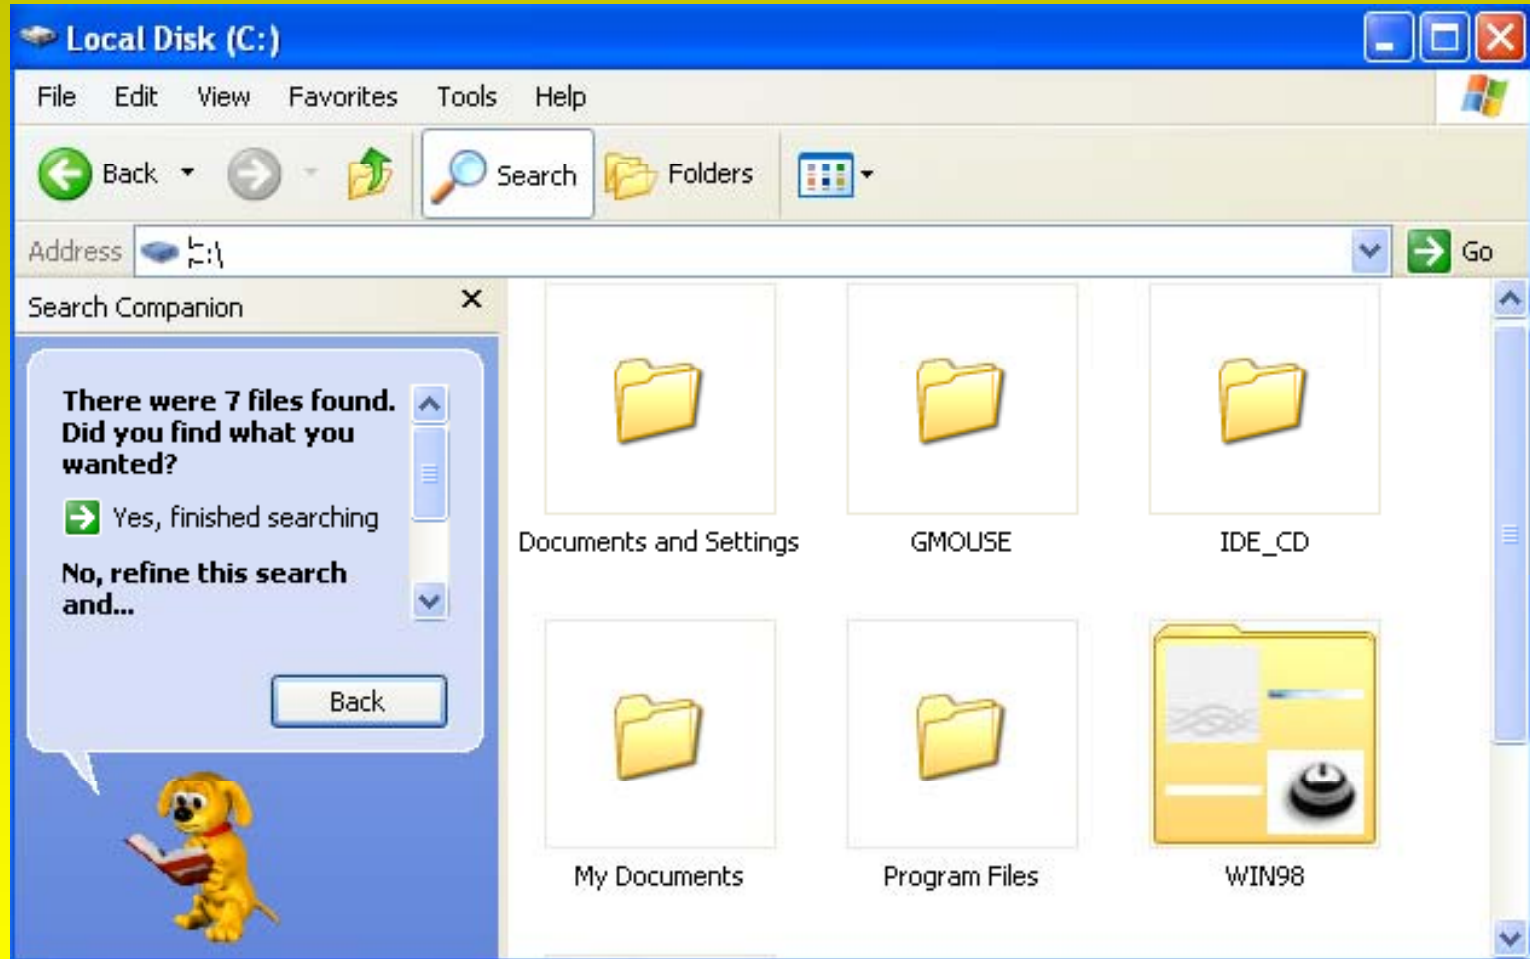 Local Disk (C:)
File Edit View Favorites Tools Help
Back Search Folders
Address :\ Go
Search Companion
There were 7 files found.
Did you find what you
wanted?
Yes, finished searching
No, refine this search
and...
Back
Documents and Settings GMOUSE IDE_CD
My Documents Program Files WIN98